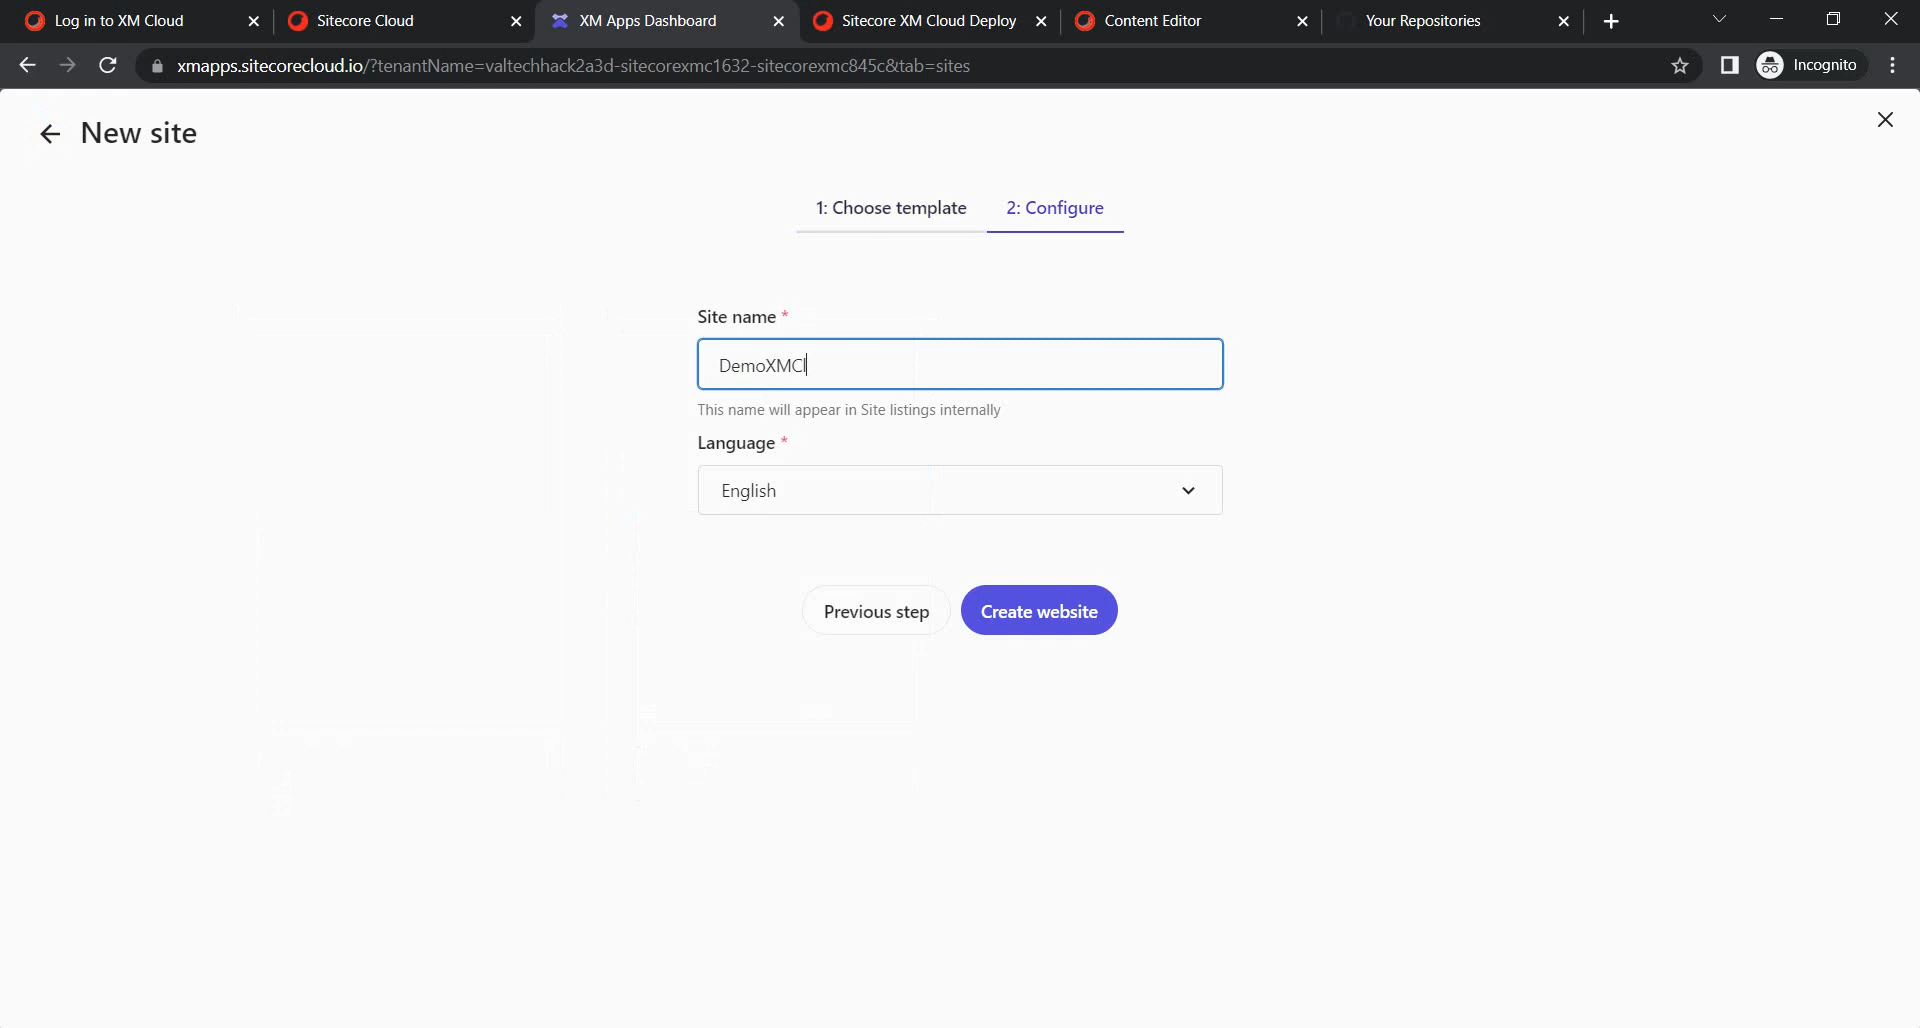 Log in to XM Cloud
Sitecore Cloud
XM Apps Dashboard
Sitecore XM Cloud Deploy
Content Editor
Your Repositories
xmapps.sitecorecloud.io/?tenantName=valtechhack2a3d-sitecorexmc1632-sitecorexmc845c&tab=sites
Incognito
New site
1: Choose template
2: Configure
Site name *
DemoXMCl
This name will appear in Site listings internally
Language *
English
Previous step
Create website